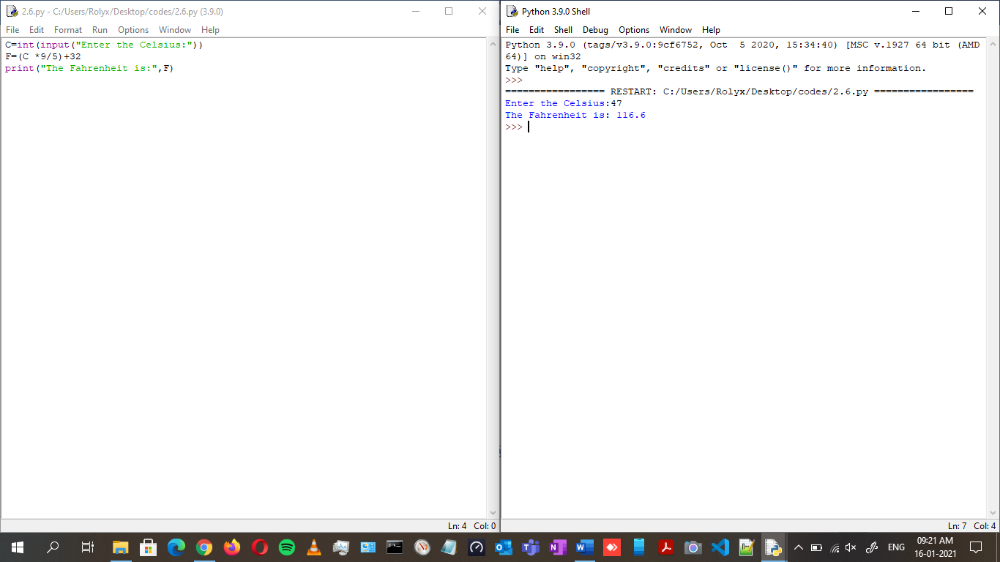 2.6.py - C:/Users/Rolyx/Desktop/codes/2.6.py (3.9.0)
File Edit Format Run Options Window Help
C=int(input("Enter the Celsius:"))
F=(C *9/5)+32
print("The Fahrenheit is:",F)
Ln: 4 Col: 0
Python 3.9.0 Shell
File Edit Shell Debug Options Window Help
Python 3.9.0 (tags/v3.9.0:9cf6752, Oct  5 2020, 15:34:40) [MSC v.1927 64 bit (AMD
64)] on win32
Type "help", "copyright", "credits" or "license()" for more information.
>>>
================= RESTART: C:/Users/Rolyx/Desktop/codes/2.6.py =================
Enter the Celsius:47
The Fahrenheit is: 116.6
>>>
Ln: 7 Col: 4
ENG
09:21 AM
16-01-2021